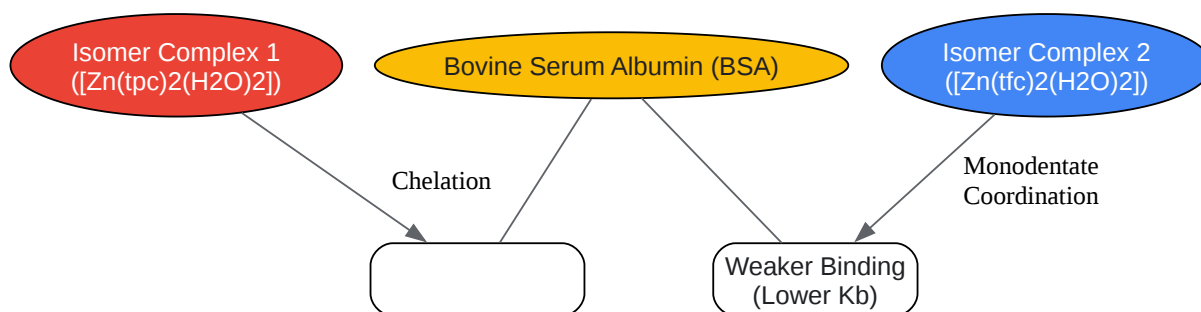 Isomer Complex 1
([Zn(tpc)2(H2O)2])
Bovine Serum Albumin (BSA)
Isomer Complex 2
([Zn(tfc)2(H2O)2])
Chelation
Monodentate
Coordination
Weaker Binding
(Lower Kb)